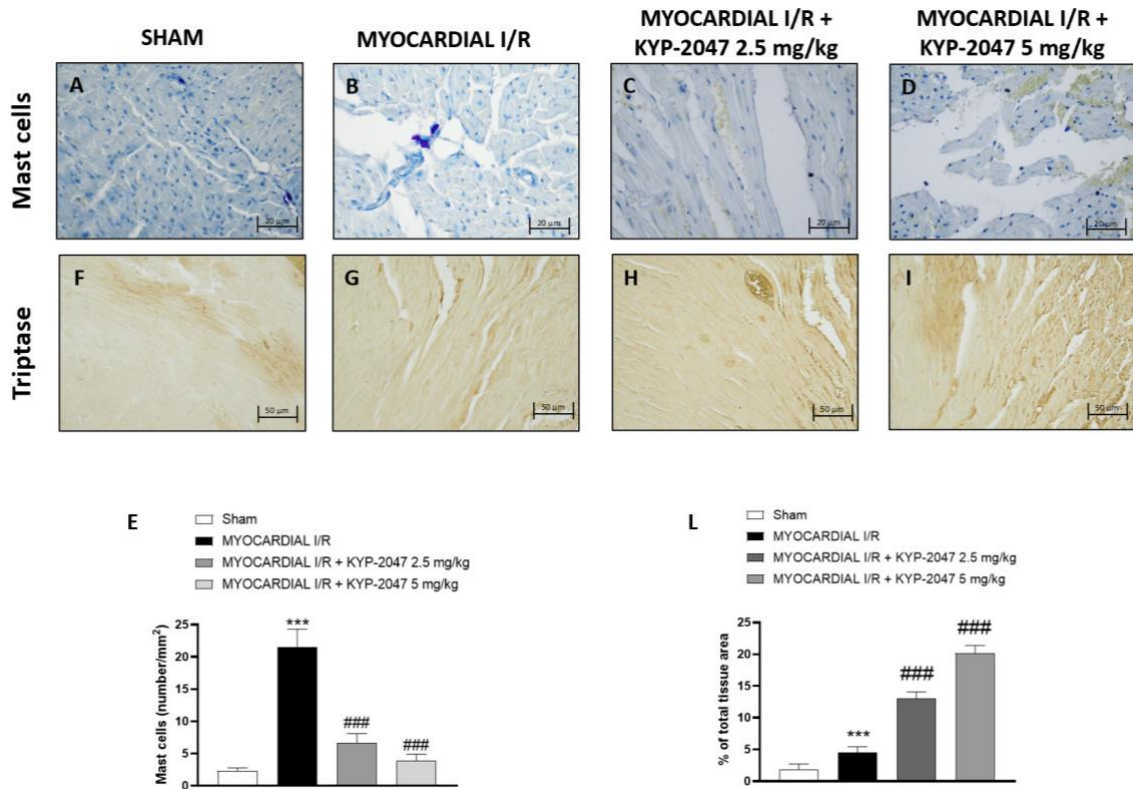 SHAM
MYOCARDIAL I/R
MYOCARDIAL I/R +
KYP-2047 2.5 mg/kg
MYOCARDIAL I/R +
KYP-2047 5 mg/kg
Mast cells
A
20 µm
B
20 µm
C
20 µm
D
20 µm
Triptase
F
50 µm
G
50 µm
H
50 µm
I
50 µm
E
Sham
MYOCARDIAL I/R
MYOCARDIAL I/R + KYP-2047 2.5 mg/kg
MYOCARDIAL I/R + KYP-2047 5 mg/kg
Mast cells (number/mm²)
25
20
15
10
5
0
***
###
###
L
Sham
MYOCARDIAL I/R
MYOCARDIAL I/R + KYP-2047 2.5 mg/kg
MYOCARDIAL I/R + KYP-2047 5 mg/kg
% of total tissue area
25
20
15
10
5
0
***
###
###